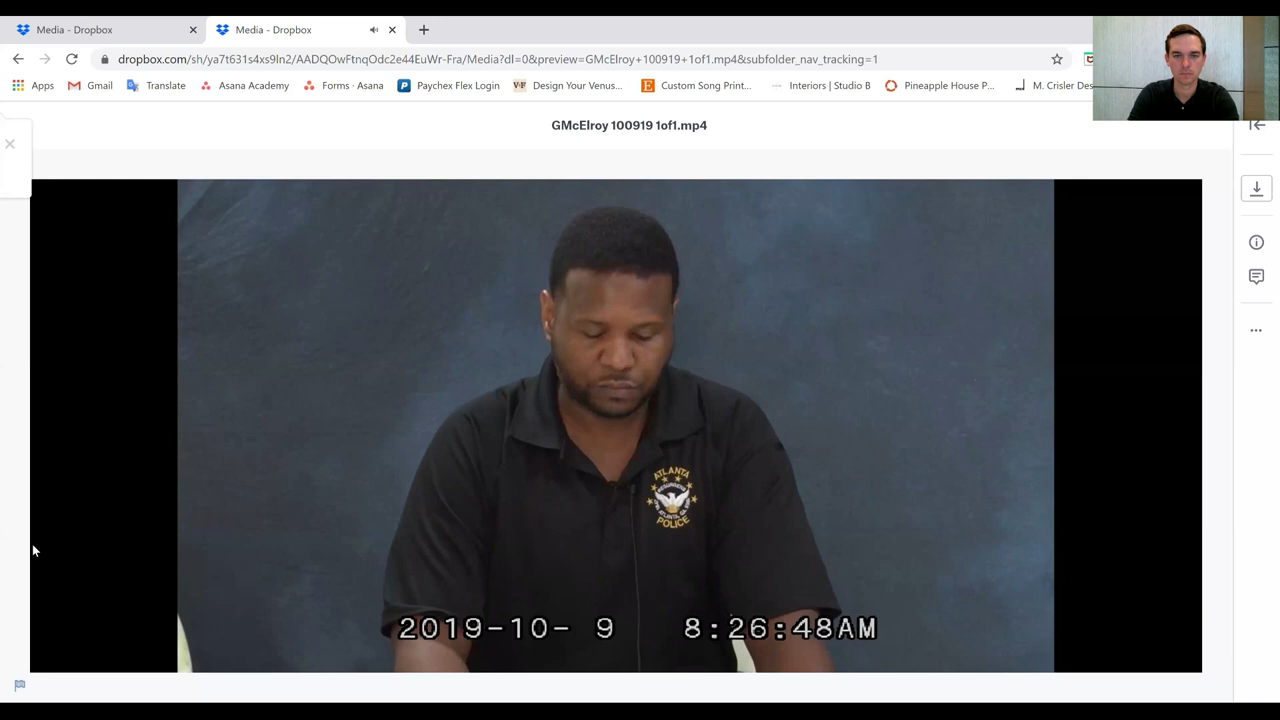 Media - Dropbox
Media - Dropbox
dropbox.com/sh/ya7t631s4xs9ln2/AADQOwFtnqOdc2e44EuWr-Fra/Media?dl=0&preview=GMcElroy+100919+1of1.mp4&subfolder_nav_tracking=1
Apps Gmail Translate Asana Academy Forms · Asana Paychex Flex Login Design Your Venus... Custom Song Print... Interiors | Studio B Pineapple House P... M. Crisler Des
GMcElroy 100919 1of1.mp4
ATLANTA
POLICE
2019-10- 9 8:26:48AM